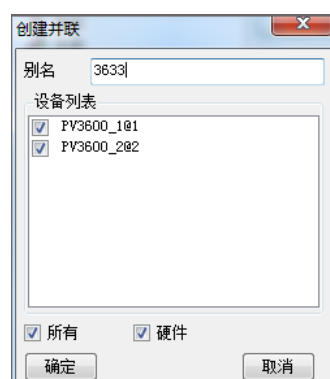 创建并联
别名 3633
设备列表
PV3600_1@1
PV3600_2@2
所有 硬件
确定 取消